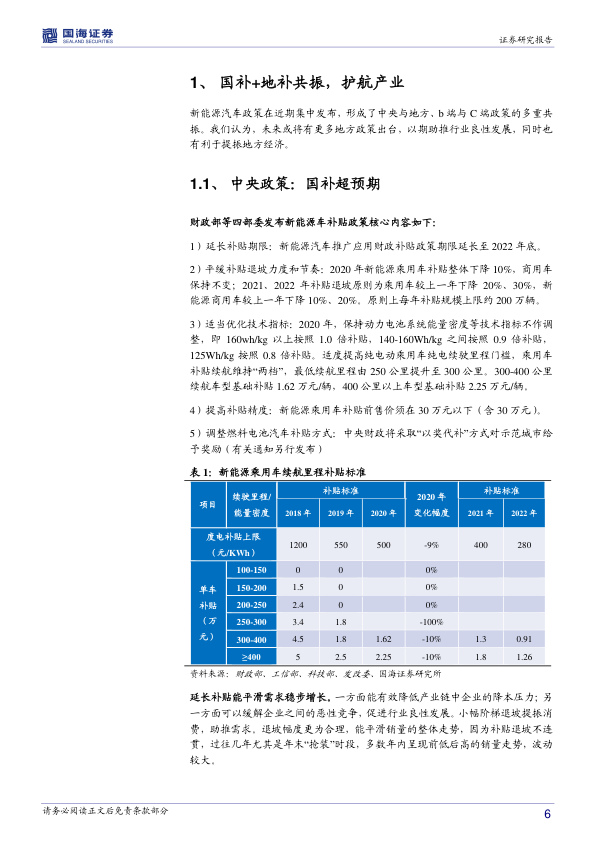 国海证券
SEALAND SECURITIES
证券研究报告
1、 国补+地补共振，护航产业
新能源汽车政策在近期集中发布，形成了中央与地方、b 端与 C 端政策的多重共
振。我们认为，未来或将有更多地方政策出台，以期助推行业良性发展，同时也
有利于提振地方经济。
1.1、 中央政策：国补超预期
财政部等四部委发布新能源车补贴政策核心内容如下：
1）延长补贴期限：新能源汽车推广应用财政补贴政策期限延长至 2022 年底。
2）平缓补贴退坡力度和节奏：2020 年新能源乘用车补贴整体下降 10%，商用车
保持不变；2021、2022 年补贴退坡原则为乘用车较上一年下降 20%、30%，新
能源商用车较上一年下降 10%、20%。原则上每年补贴规模上限约 200 万辆。
3）适当优化技术指标：2020 年，保持动力电池系统能量密度等技术指标不作调
整，即 160wh/kg 以上按照 1.0 倍补贴，140-160Wh/kg 之间按照 0.9 倍补贴，
125Wh/kg 按照 0.8 倍补贴。适度提高纯电动乘用车纯电续驶里程门槛，乘用车
补贴续航维持“两档”，最低续航里程由 250 公里提升至 300 公里。300-400 公里
续航车型基础补贴 1.62 万元/辆，400 公里以上车型基础补贴 2.25 万元/辆。
4）提高补贴精度：新能源乘用车补贴前售价须在 30 万元以下（含 30 万元）。
5）调整燃料电池汽车补贴方式：中央财政将采取“以奖代补”方式对示范城市给
予奖励（有关通知另行发布）
表 1：新能源乘用车续航里程补贴标准
项目 续驶里程/能量密度 补贴标准 2020 年变化幅度 补贴标准
2018 年 2019 年 2020 年 2021 年 2022 年
度电补贴上限（元/KWh） 1200 550 500 -9% 400 280
单车补贴（万元） 100-150 0 0 0%
150-200 1.5 0 0%
200-250 2.4 0 0%
250-300 3.4 1.8 -100%
300-400 4.5 1.8 1.62 -10% 1.3 0.91
≥400 5 2.5 2.25 -10% 1.8 1.26
资料来源：财政部、工信部、科技部、发改委、国海证券研究所
延长补贴能平滑需求稳步增长。一方面能有效降低产业链中企业的降本压力；另
一方面可以缓解企业之间的恶性竞争，促进行业良性发展。小幅阶梯退坡提振消
费，助推需求。退坡幅度更为合理，能平滑销量的整体走势，因为补贴退坡不连
贯，过往几年尤其是年末“抢装”时段，多数年内呈现前低后高的销量走势，波动
较大。
请务必阅读正文后免责条款部分
6